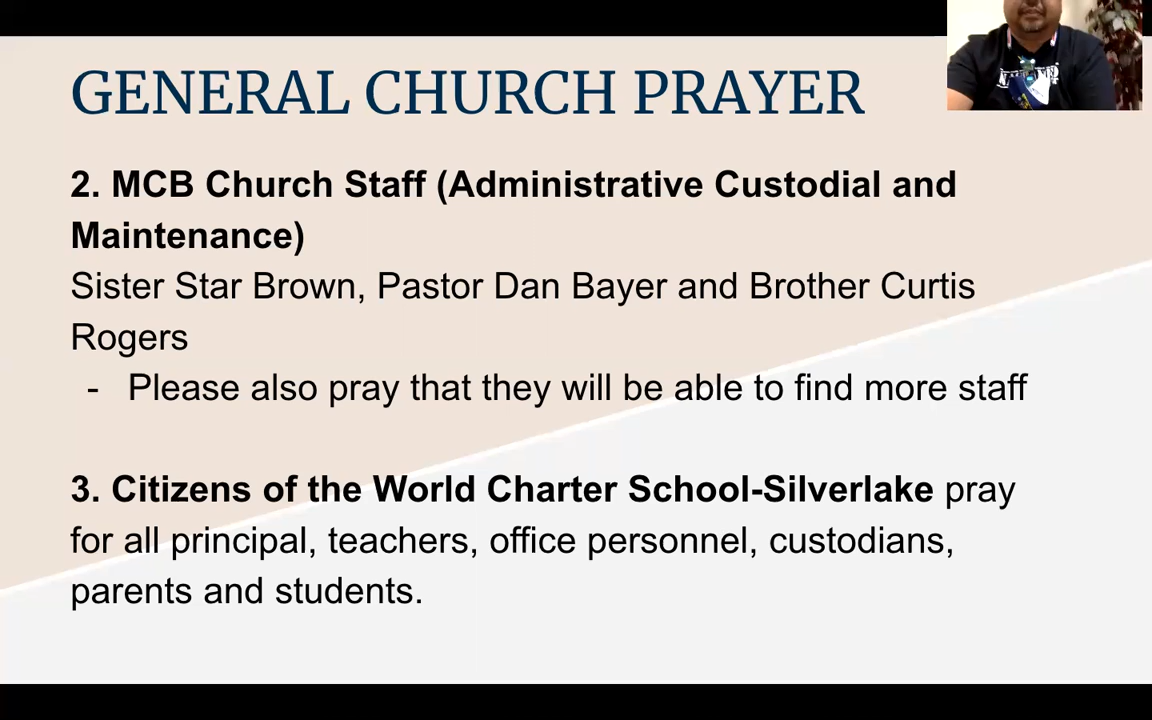 GENERAL CHURCH PRAYER
2. MCB Church Staff (Administrative Custodial and
Maintenance)
Sister Star Brown, Pastor Dan Bayer and Brother Curtis
Rogers
- Please also pray that they will be able to find more staff
3. Citizens of the World Charter School-Silverlake pray
for all principal, teachers, office personnel, custodians,
parents and students.